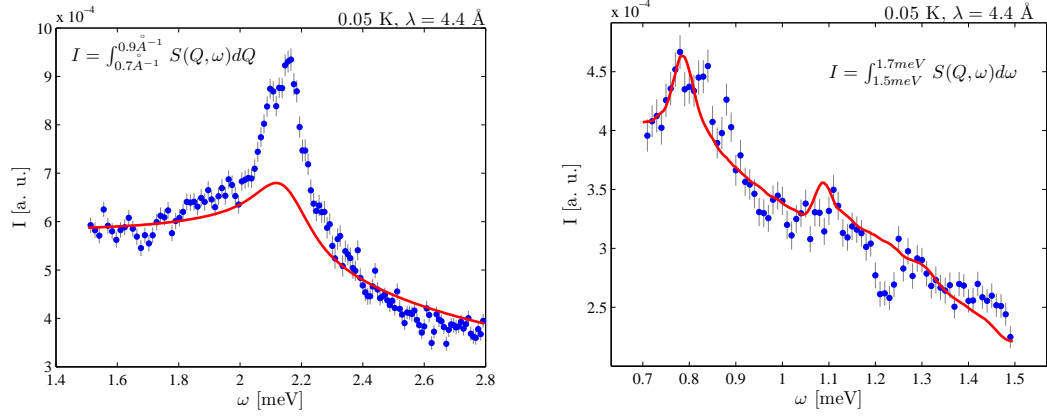 x 10⁻⁴
0.05 K, λ = 4.4 Å
I = ∫_{0.7Å⁻¹}^{0.9Å⁻¹} S(Q, ω)dQ
I [a. u.]
10
9
8
7
6
5
4
3
1.4 1.6 1.8 2 2.2 2.4 2.6 2.8
ω [meV]
x 10⁻⁴
0.05 K, λ = 4.4 Å
I = ∫_{1.5meV}^{1.7meV} S(Q, ω)dω
I [a. u.]
4.5
4
3.5
3
2.5
0.7 0.8 0.9 1 1.1 1.2 1.3 1.4 1.5
ω [meV]